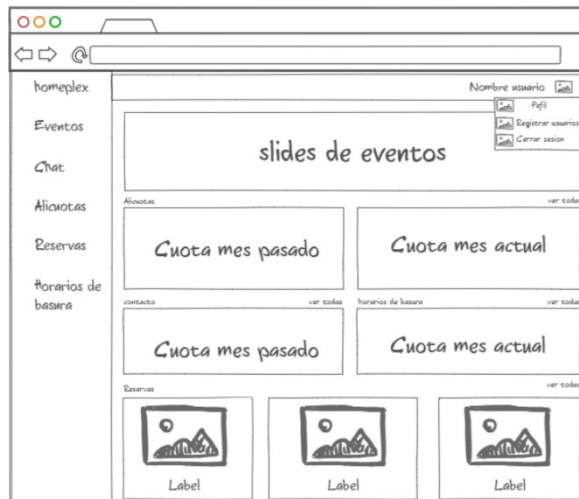 homeplex
Nombre usuario
Pefil
Eventos
Registrar usuarios
Cerrar sesion
slides de eventos
Chat
Alicuotas
Alicuotas
ver todas
Reservas
Cuota mes pasado
Cuota mes actual
Horarios de
basura
contacto
ver todas
horarios de basura
ver todas
Cuota mes pasado
Cuota mes actual
Reservas
ver todas
Label
Label
Label